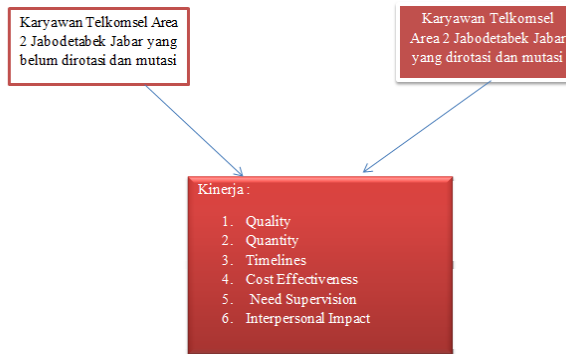 Karyawan Telkomsel Area
2 Jabodetabek Jabar yang
belum dirotasi dan mutasi
Karyawan Telkomsel
Area 2 Jabodetabek Jabar
yang dirotasi dan mutasi
Kinerja :
1. Quality
2. Quantity
3. Timelines
4. Cost Effectiveness
5. Need Supervision
6. Interpersonal Impact